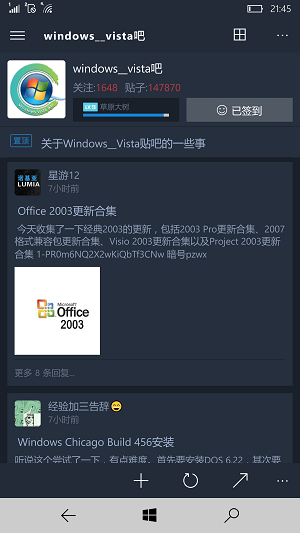 21:45
windows__vista吧
windows__vista吧
关注:1648 贴子:147870
草原大树
已签到
置顶 关于Windows__Vista贴吧的一些事
诺基亚
LUMIA
星游12
7小时前
Office 2003更新合集
今天收集了一下经典2003的更新，包括2003 Pro更新合集、2007
格式兼容包更新合集、Visio 2003更新合集以及Project 2003更新
合集 1-PR0m6NQ2X2wKiQbTf3CNw 暗号pzwx
Microsoft
Office
2003
更多 8 条回复...
经验加三告辞😄
7小时前
Windows Chicago Build 456安装
听说这个尝试了一下，有点难度。首先要安装DOS 6.22，其次要